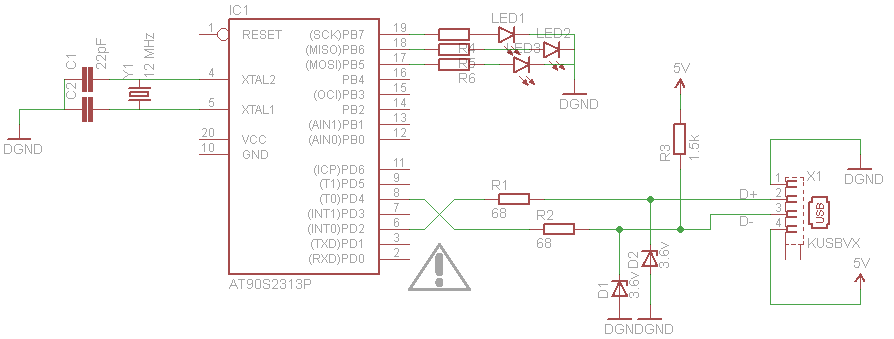 IC1
1 RESET
4 XTAL2
5 XTAL1
20 VCC
10 GND
(SCK)PB7 19
(MISO)PB6 18
(MOSI)PB5 17
PB4 16
(OCI)PB3 15
PB2 14
(AIN1)PB1 13
(AIN0)PB0 12
(ICP)PD6 11
(T1)PD5 9
(T0)PD4 8
(INT1)PD3 7
(INT0)PD2 6
(TXD)PD1 3
(RXD)PD0 2
AT90S2313P
C1
22pF
C2
Y1
12 MHz
DGND
LED1
LED2
LED3
R4
R5
R6
DGND
R1
68
R2
68
5V
R3
1.5k
D+
D-
D1
3.6v
D2
3.6v
DGND
DGND
X1
1
2
3
4
USB
KUSBVX
DGND
5V